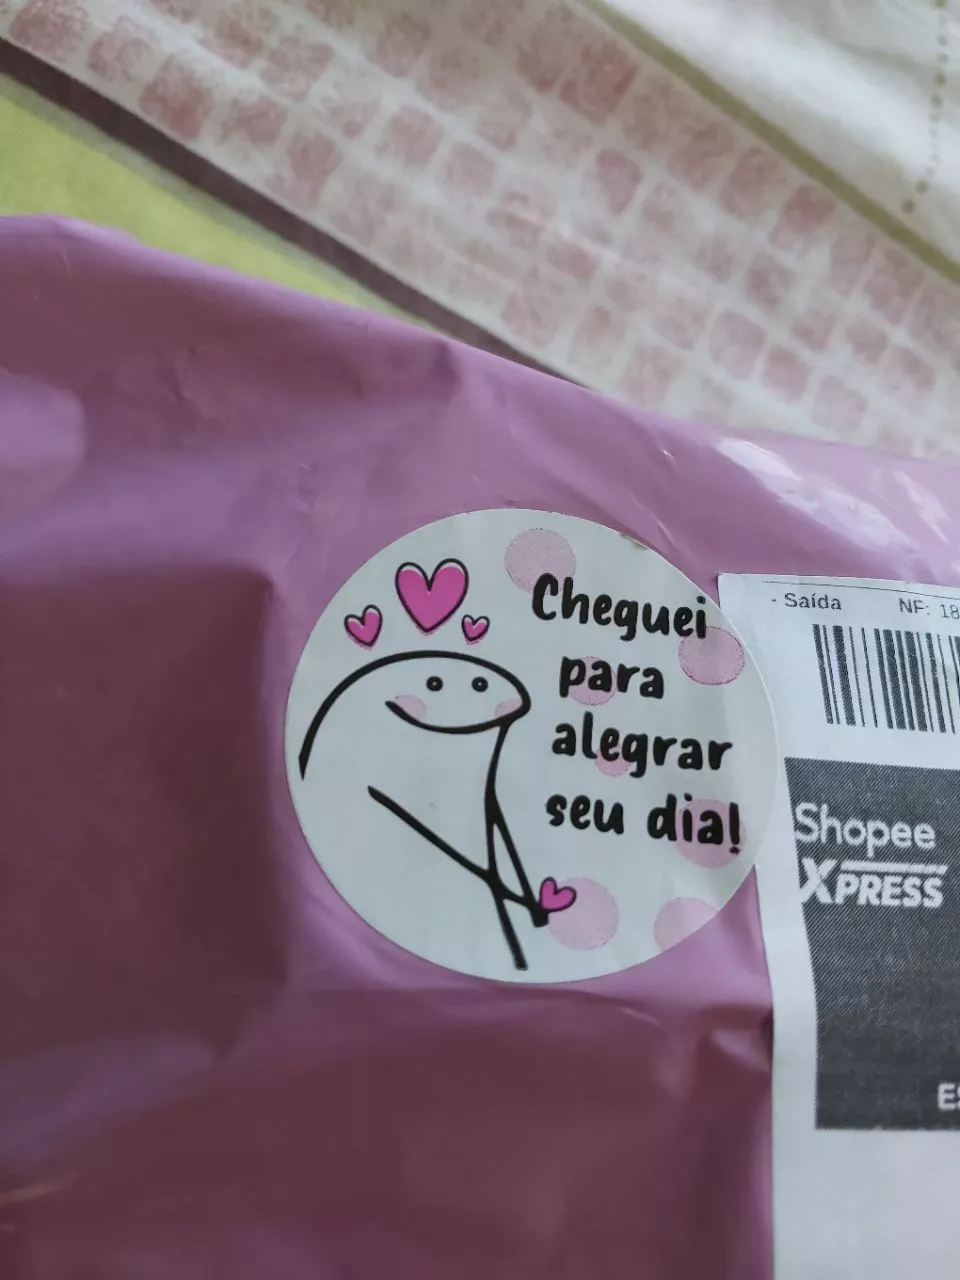 Cheguei
para
alegrar
seu dia!
- Saída NF: 18
Shopee
XPRESS